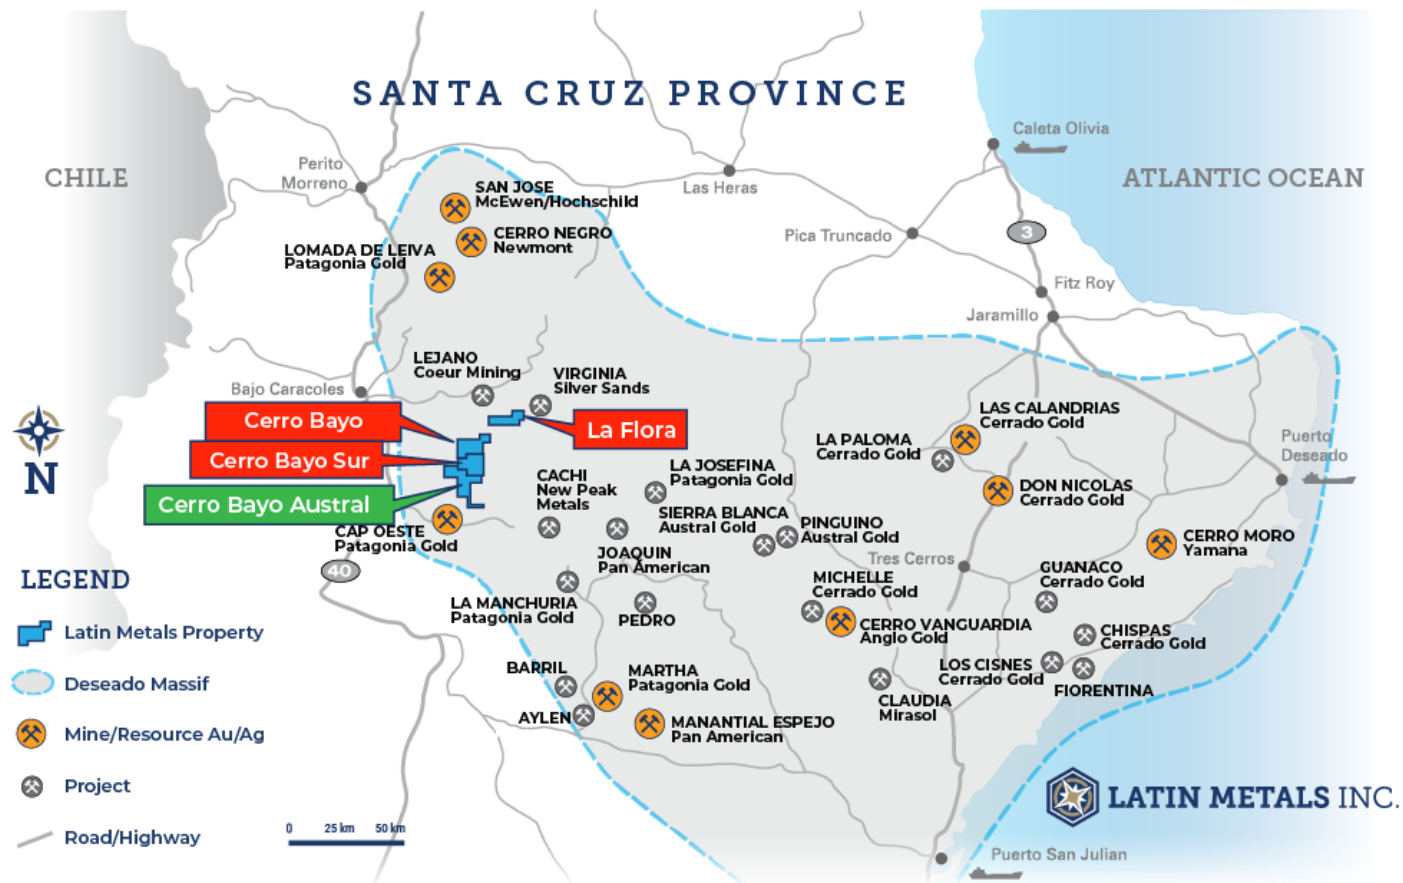 SANTA CRUZ PROVINCE
CHILE
ATLANTIC OCEAN
Caleta Olivia
Perito
Morreno
Las Heras
Pica Truncado
3
Fitz Roy
Jaramillo
SAN JOSE
McEwen/Hochschild
CERRO NEGRO
Newmont
LOMADA DE LEIVA
Patagonia Gold
LEJANO
Coeur Mining
VIRGINIA
Silver Sands
Bajo Caracoles
Cerro Bayo
La Flora
Cerro Bayo Sur
Cerro Bayo Austral
N
LAS CALANDRIAS
Cerrado Gold
LA PALOMA
Cerrado Gold
Puerto
Deseado
CACHI
New Peak
Metals
LA JOSEFINA
Patagonia Gold
DON NICOLAS
Cerrado Gold
SIERRA BLANCA
Austral Gold
PINGUINO
Austral Gold
CAP OESTE
Patagonia Gold
CERRO MORO
Yamana
JOAQUIN
Pan American
Tres Cerros
40
GUANACO
Cerrado Gold
MICHELLE
Cerrado Gold
LA MANCHURIA
Patagonia Gold
PEDRO
CERRO VANGUARDIA
Anglo Gold
CHISPAS
Cerrado Gold
BARRIL
MARTHA
Patagonia Gold
LOS CISNES
Cerrado Gold
FIORENTINA
CLAUDIA
Mirasol
AYLEN
MANANTIAL ESPEJO
Pan American
LEGEND
Latin Metals Property
Deseado Massif
Mine/Resource Au/Ag
Project
Road/Highway
0 25 km 50 km
LATIN METALS INC.
Puerto San Julian